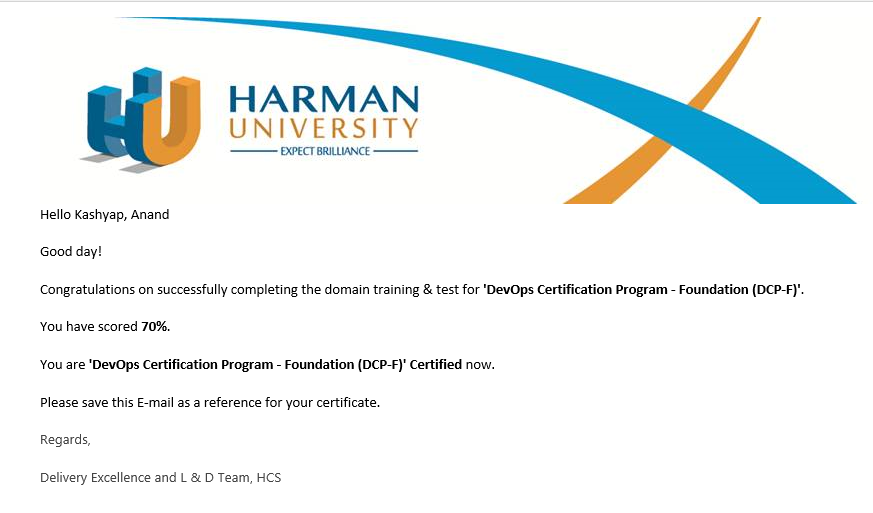 HARMAN
UNIVERSITY
EXPECT BRILLIANCE
Hello Kashyap, Anand
Good day!
Congratulations on successfully completing the domain training & test for 'DevOps Certification Program - Foundation (DCP-F)'.
You have scored 70%.
You are 'DevOps Certification Program - Foundation (DCP-F)' Certified now.
Please save this E-mail as a reference for your certificate.
Regards,
Delivery Excellence and L & D Team, HCS